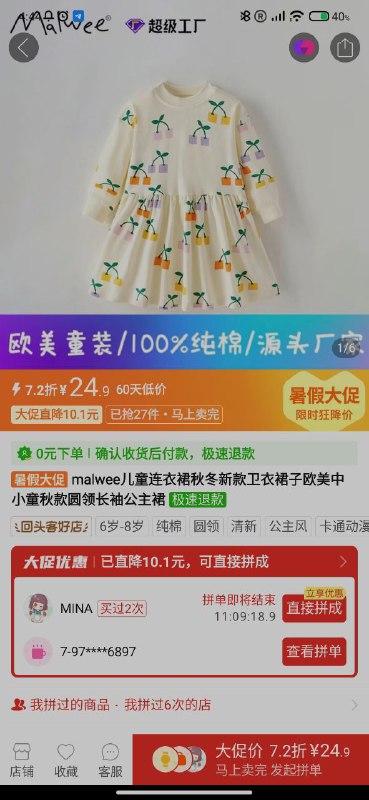 Malwee® 超级工厂
40%
欧美童装/100%纯棉/源头厂家
1/6
7.2折¥24.9 60天低价
大促直降10.1元 已抢27件·马上卖完
暑假大促
限时狂降价
0元下单 | 确认收货后付款，极速退款
暑假大促 malwee儿童连衣裙秋冬新款卫衣裙子欧美中
小童秋款圆领长袖公主裙 极速退款
回头客好店 6岁-8岁 纯棉 圆领 清新 公主风 卡通动漫
大促优惠 | 已直降10.1元，可直接拼成
MINA 买过2次
拼单即将结束
11:09:18.9
立享优惠
直接拼成
7-97****6897
查看拼单
我拼过的商品 · 我拼过6次的店
店铺
收藏
客服
大促价 7.2折¥24.9
马上卖完 发起拼单